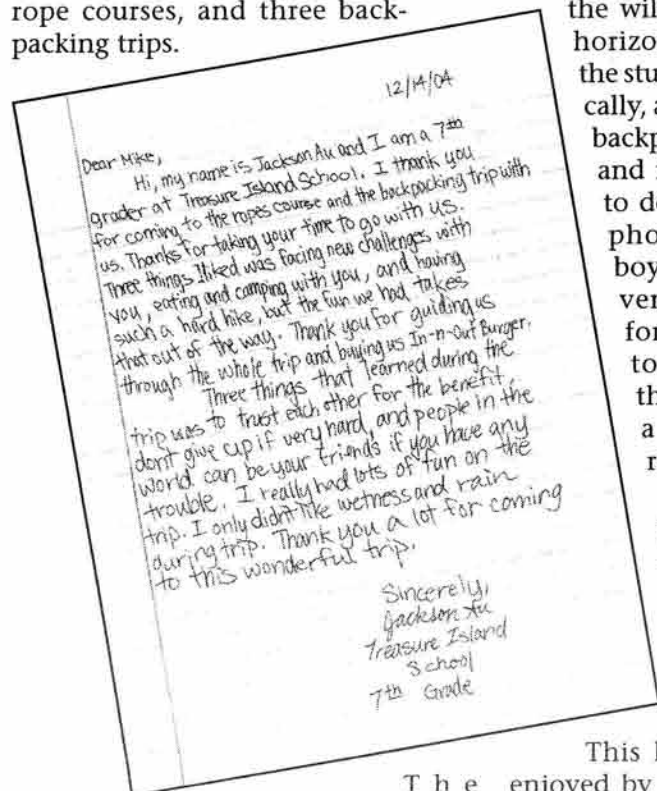 rope courses, and three back-
packing trips.
12/14/04
Dear Mike,
Hi, my name is Jackson Au and I am a 7th
grader at Treasure Island School. I thank you
for coming to the ropes course and the backpacking trip with
us. Thanks for taking your time to go with us.
Three things I liked was facing new challenges with
you, eating and camping with you, and having
such a hard hike, but the fun we had takes
that out of the way. Thank you for guiding us
through the whole trip and buying us In-n-Out Burger.
Three things that learned during the
trip was to trust each other for the benefit,
dont give up if very hard, and people in the
world can be your friends if you have any
trouble. I really had lots of fun on the
trip. I only didn't like wetness and rain
during trip. Thank you a lot for coming
to this wonderful trip.
Sincerely,
Jackson Au
Treasure Island
School
7th Grade
the wil
horizo
the stu
cally, a
backp
and
to de
pho
boy
ver
for
to
th
a
r
This
The enjoyed by